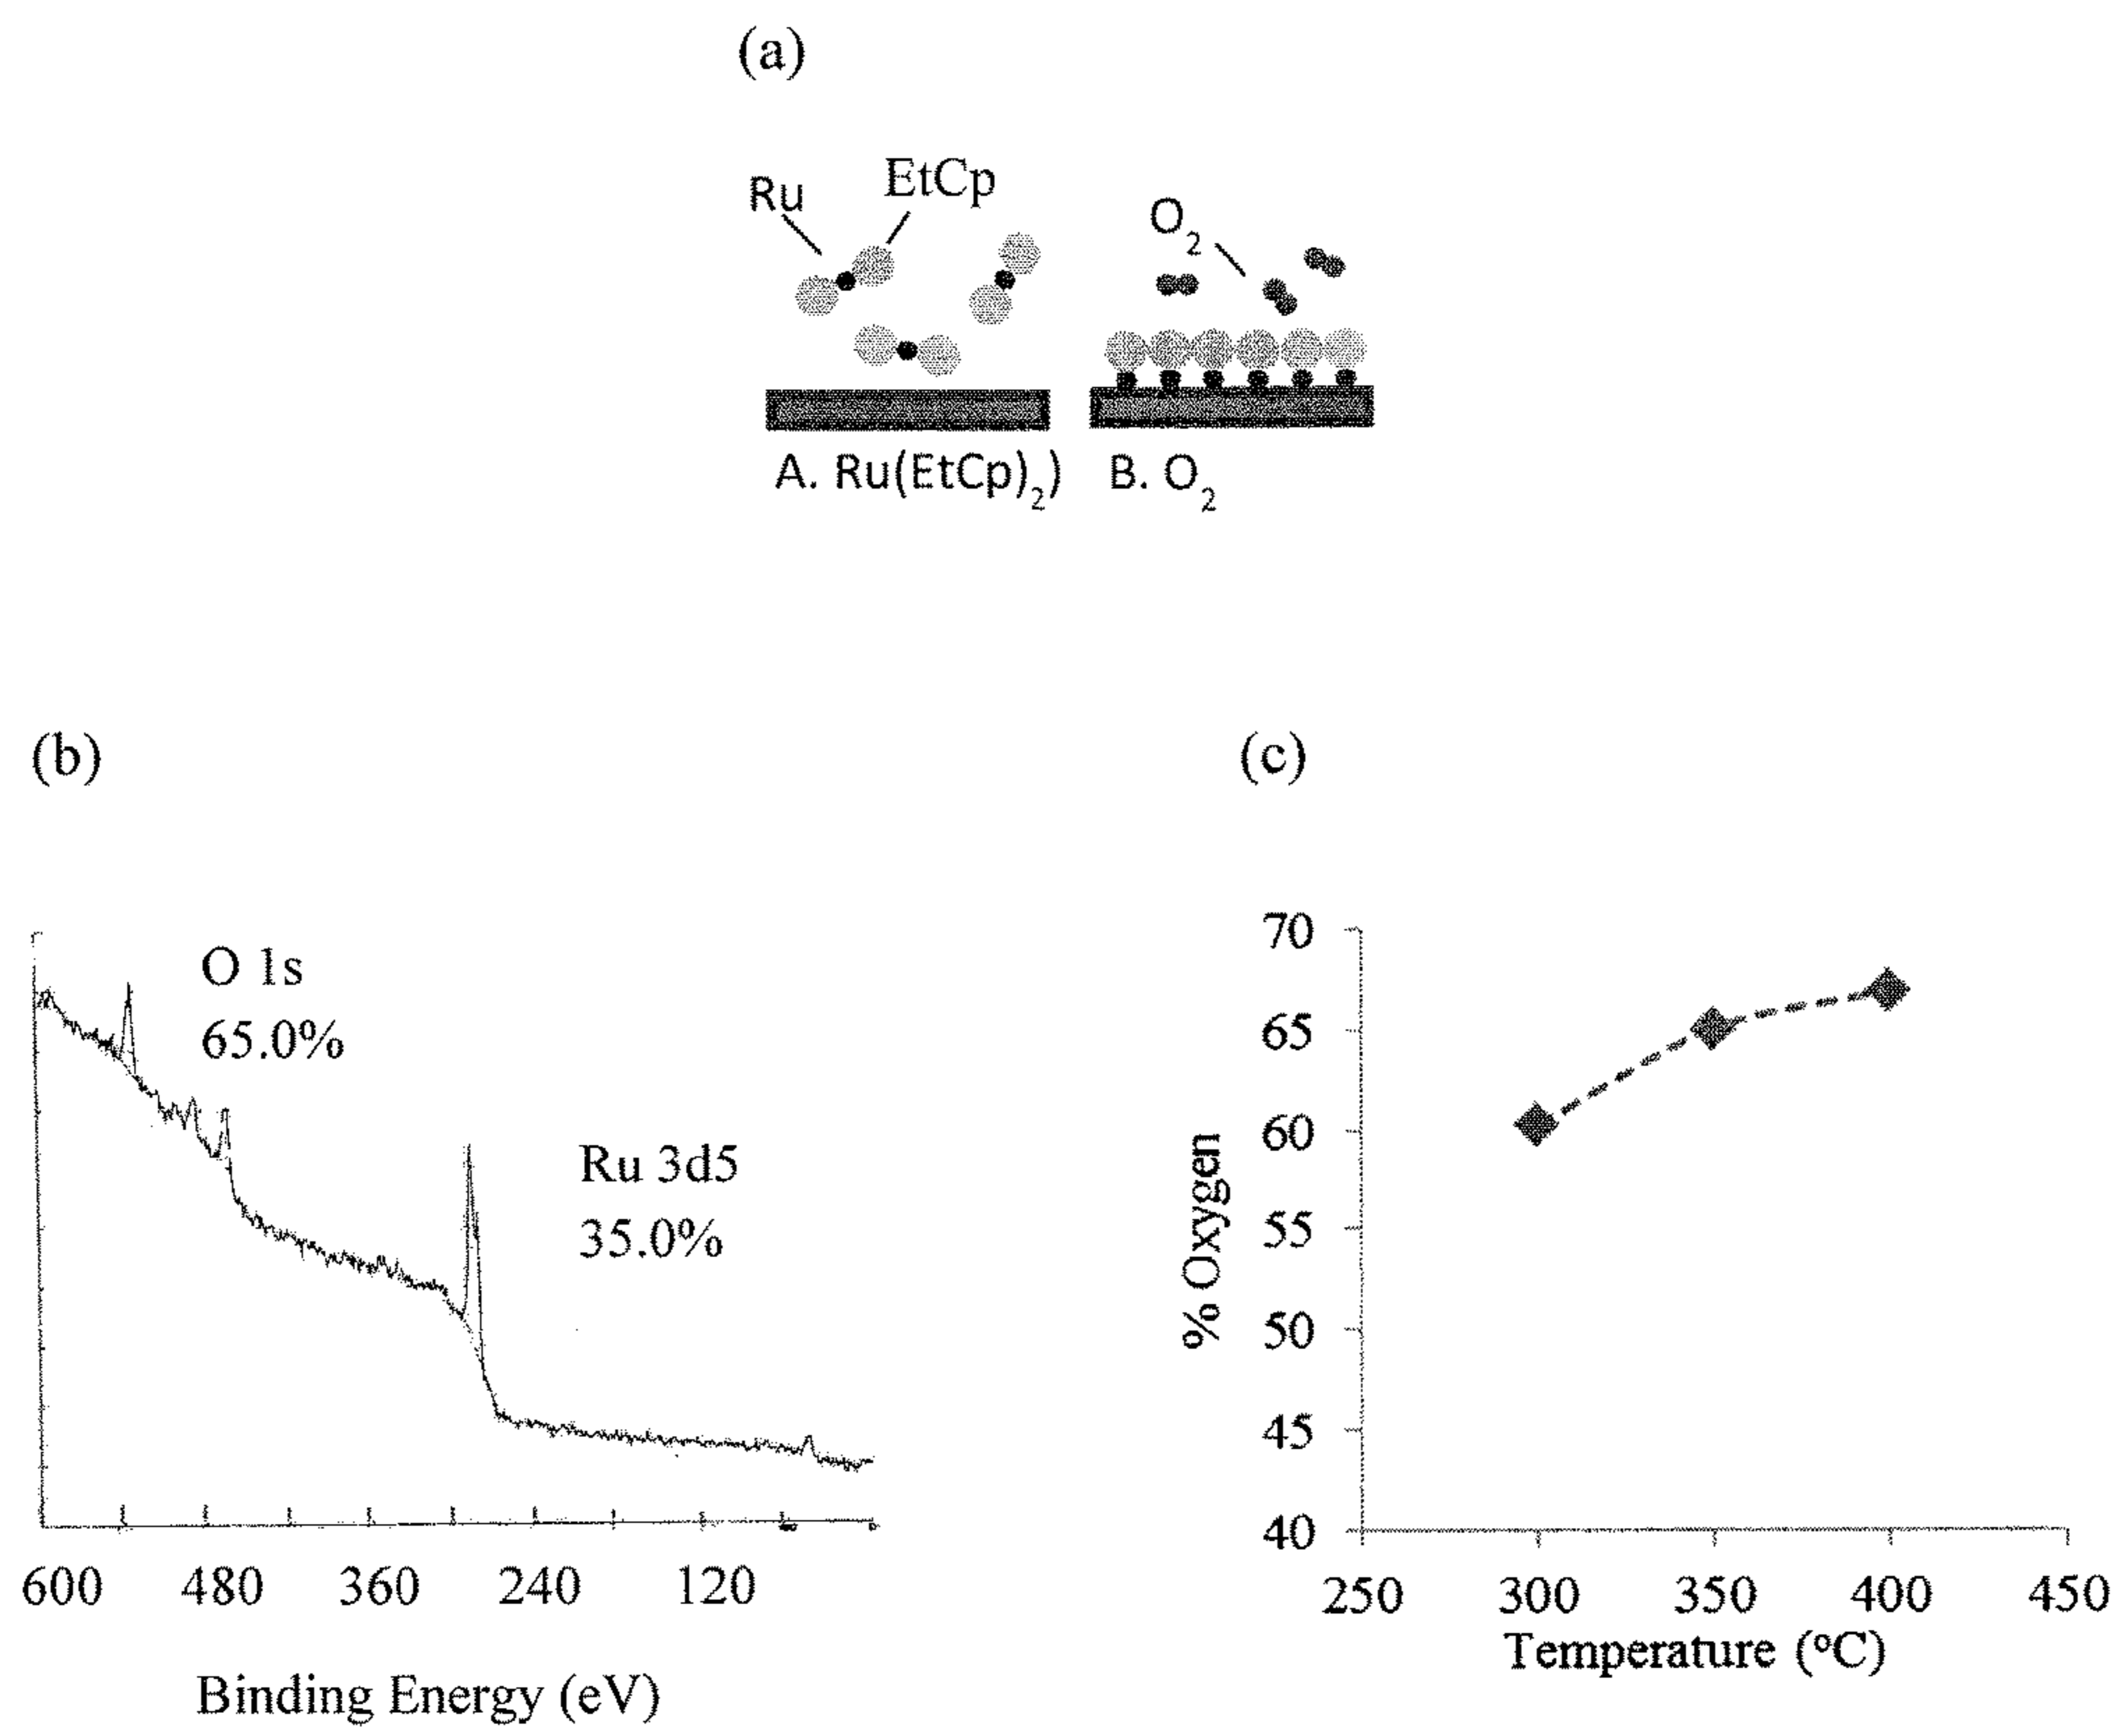 (a)
Ru
EtCp
O2
A. Ru(EtCp)2)
B. O2
(b)
O 1s
65.0%
Ru 3d5
35.0%
600 480 360 240 120
Binding Energy (eV)
(c)
70
65
60
55
50
45
40
% Oxygen
250 300 350 400 450
Temperature (°C)